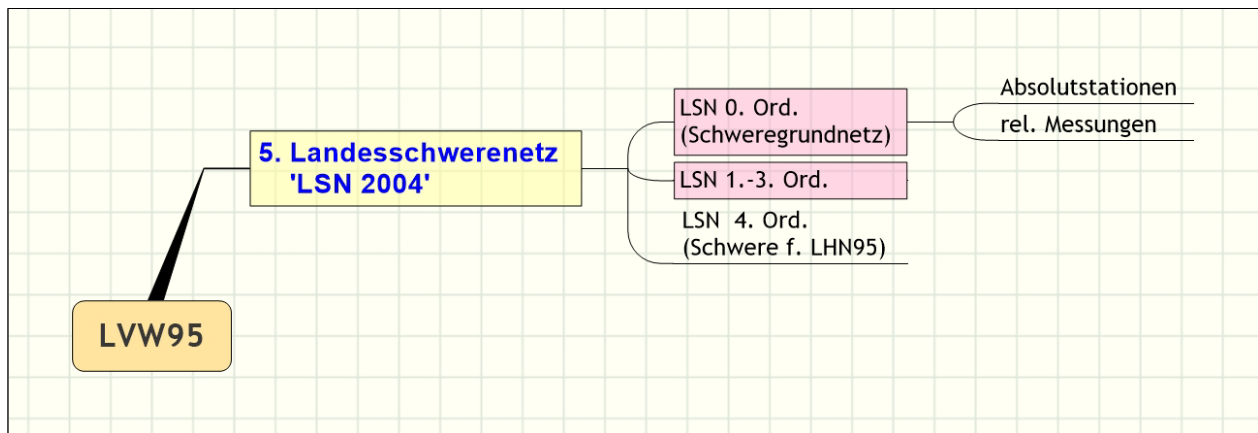 Absolutstationen
LSN 0. Ord.
(Schweregrundnetz)
rel. Messungen
5. Landesschwerenetz
'LSN 2004'
LSN 1.-3. Ord.
LSN 4. Ord.
(Schwere f. LHN95)
LVW95